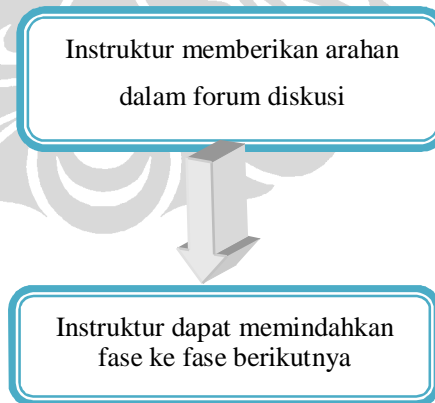 Instruktur memberikan arahan
dalam forum diskusi
Instruktur dapat memindahkan
fase ke fase berikutnya